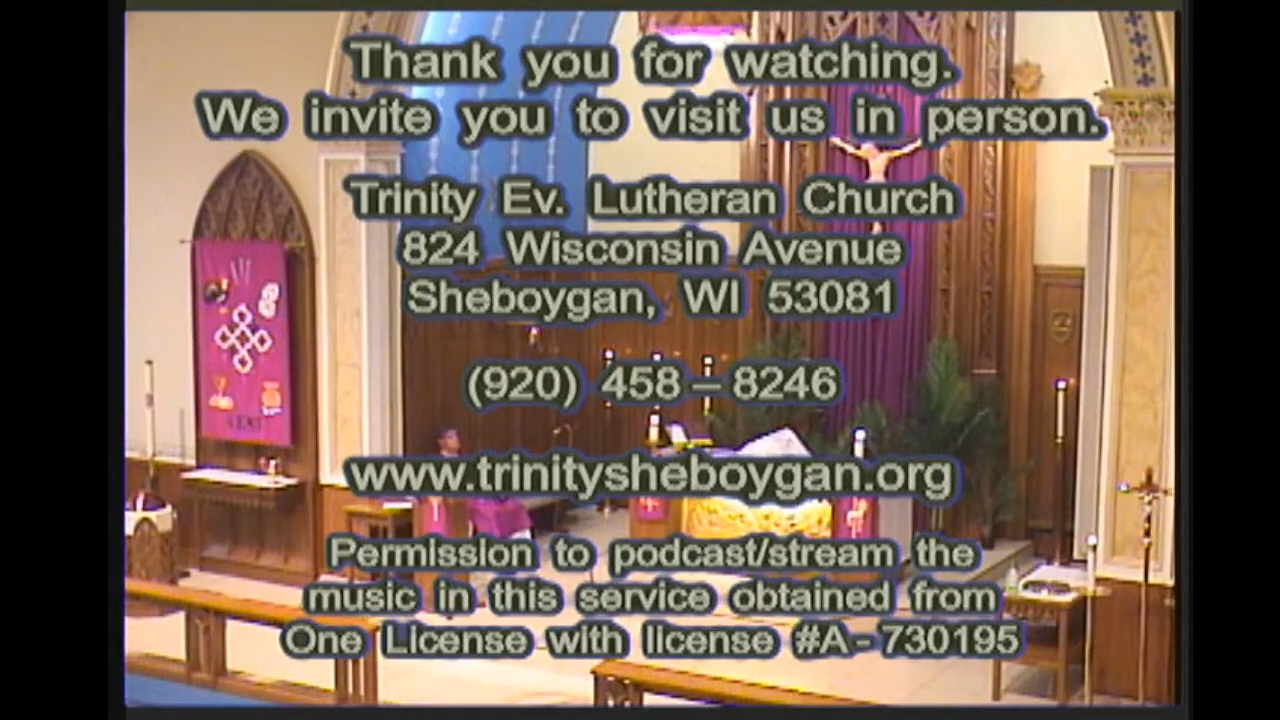 Thank you for watching.
We invite you to visit us in person.
Trinity Ev. Lutheran Church
824 Wisconsin Avenue
Sheboygan, WI 53081
(920) 458 – 8246
www.trinitysheboygan.org
Permission to podcast/stream the
music in this service obtained from
One License with license #A - 730195